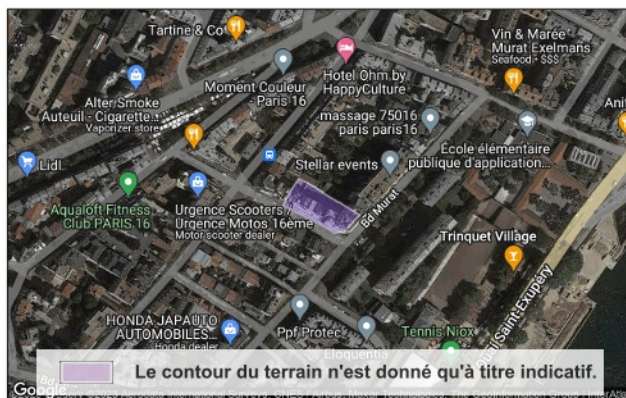 Tartine & Co
Vin & Marée
Murat Exelmans
Seafood - $$$
Hotel Ohm by
HappyCulture
Moment Couleur
- Paris 16
Alter Smoke
Auteuil - Cigarette...
Vaporizer store
massage 75016
paris paris16
École élémentaire
publique d'application...
Lidl
Stellar events
Aqualoft Fitness
Club PARIS 16
Urgence Scooters /
Urgence Motos 16ème
Motor scooter dealer
Bd Murat
Trinquet Village
Quai Saint-Exupéry
HONDA JAPAUTO
AUTOMOBILES...
Honda dealer
Ppf Protec
Tennis Niox
Eloquentia
Le contour du terrain n'est donné qu'à titre indicatif.
Google